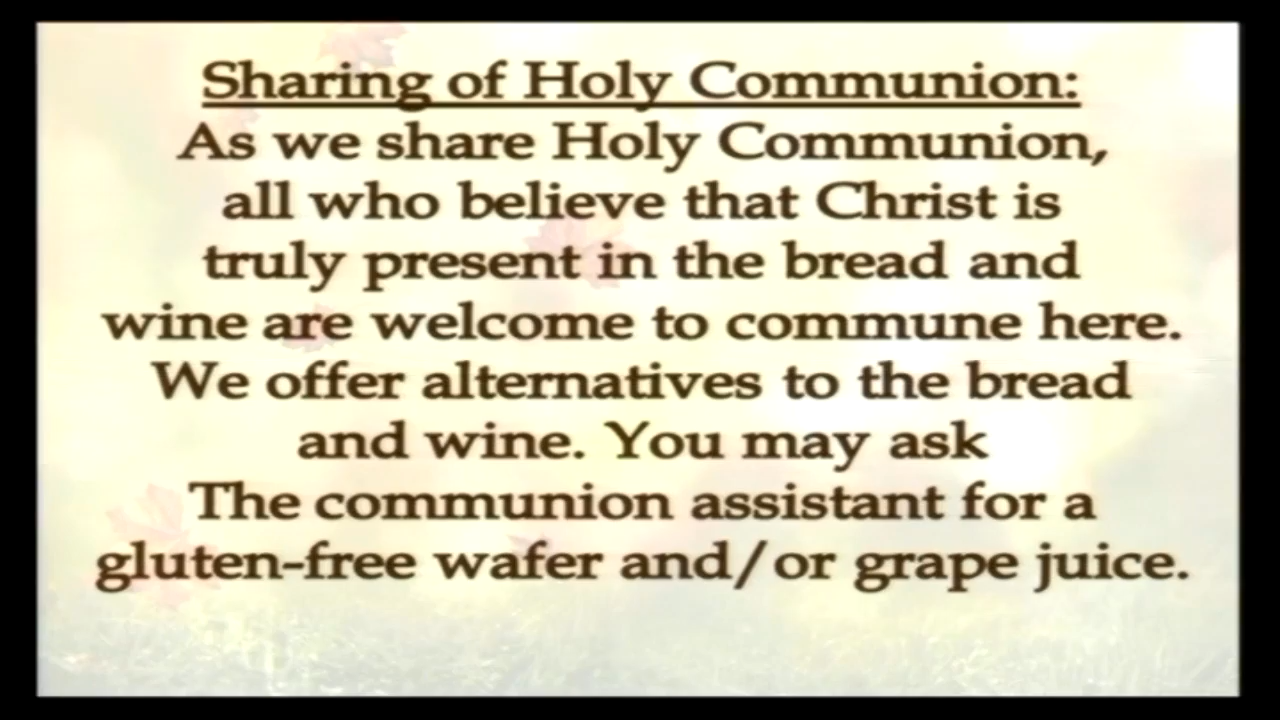 Sharing of Holy Communion:
As we share Holy Communion,
all who believe that Christ is
truly present in the bread and
wine are welcome to commune here.
We offer alternatives to the bread
and wine. You may ask
The communion assistant for a
gluten-free wafer and/or grape juice.